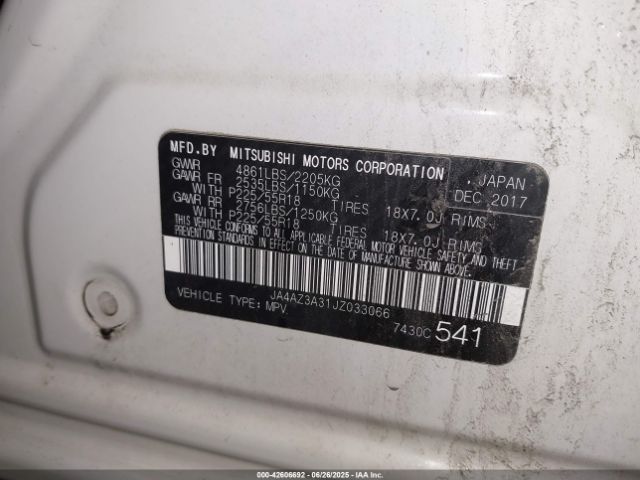 MFD.BY MITSUBISHI MOTORS CORPORATION , JAPAN
GVWR 4861LBS/2205KG DEC, 2017
GAWR FR 2535LBS/1150KG
WITH P225/55R18 TIRES 18X7.0J RIMS
GAWR RR 2756LBS/1250KG
WITH P225/55R18 TIRES 18X7.0J RIMS
THIS VEHICLE CONFORMS TO ALL APPLICABLE FEDERAL MOTOR VEHICLE SAFETY AND THEFT
PREVENTION STANDARDS IN EFFECT ON THE DATE OF MANUFACTURE SHOWN ABOVE.
JA4AZ3A31JZ033066
VEHICLE TYPE: MPV 7430C 541
000-42606692 - 06/26/2025 - IAAI.COM